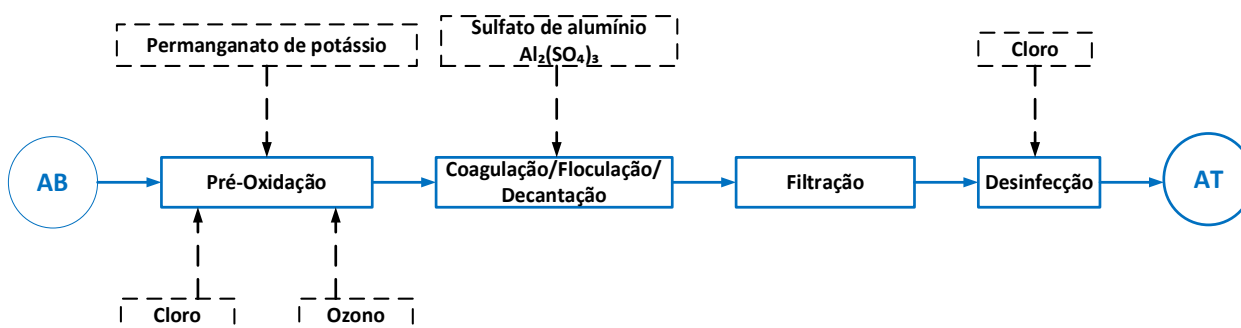 Permanganato de potássio
Sulfato de alumínio
Al₂(SO₄)₃
Cloro
AB
Pré-Oxidação
Coagulação/Floculação/
Decantação
Filtração
Desinfecção
AT
Cloro
Ozono